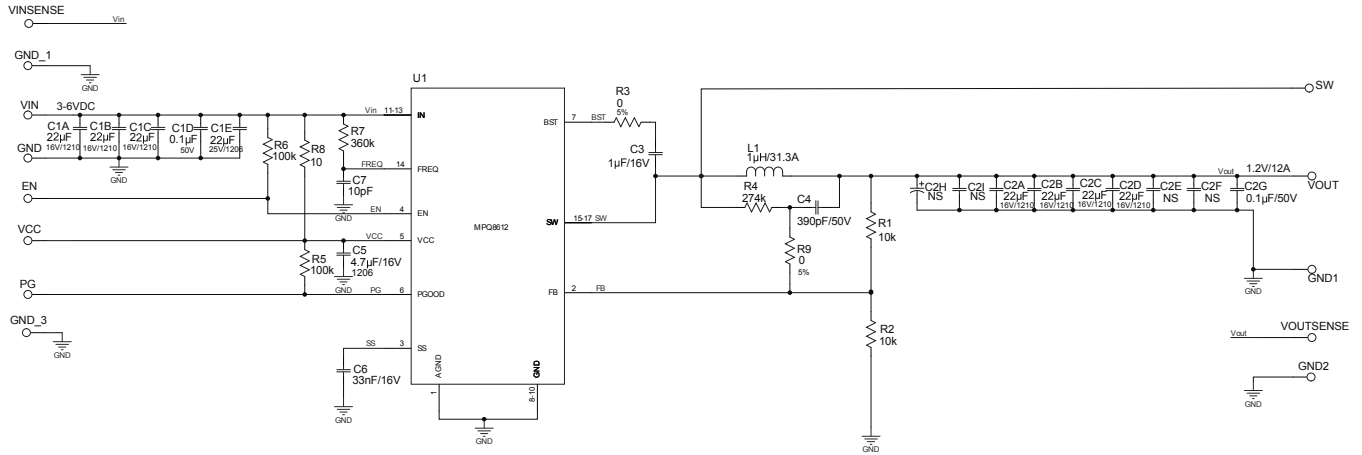 VINSENSE
Vin
GND_1
GND
U1
VIN
3-6VDC
Vin 11-13
IN
C1A
22µF
16V/1210
C1B
22µF
16V/1210
C1C
22µF
16V/1210
C1D
0.1µF
50V
C1E
22µF
25V/1206
GND
GND
R6
100k
R8
10
R7
360k
FREQ 14
FREQ
C7
10pF
GND
EN
EN 4
EN
VCC
VCC 5
VCC
C5
4.7µF/16V
1206
GND
R5
100k
PG
PG 6
PGOOD
GND_3
GND
SS 3
SS
C6
33nF/16V
GND
MPQ8612
AGND
1
GND
8-10
GND
BST
7 BST
R3
0
5%
C3
1µF/16V
SW
15-17 SW
FB
2 FB
SW
L1
1µH/31.3A
R4
274k
C4
390pF/50V
R9
0
5%
R1
10k
R2
10k
GND
C2H
NS
C2I
NS
C2A
22µF
16V/1210
C2B
22µF
16V/1210
C2C
22µF
16V/1210
C2D
22µF
16V/1210
C2E
NS
C2F
NS
C2G
0.1µF/50V
Vout
1.2V/12A
VOUT
GND
GND1
Vout
VOUTSENSE
GND2
GND